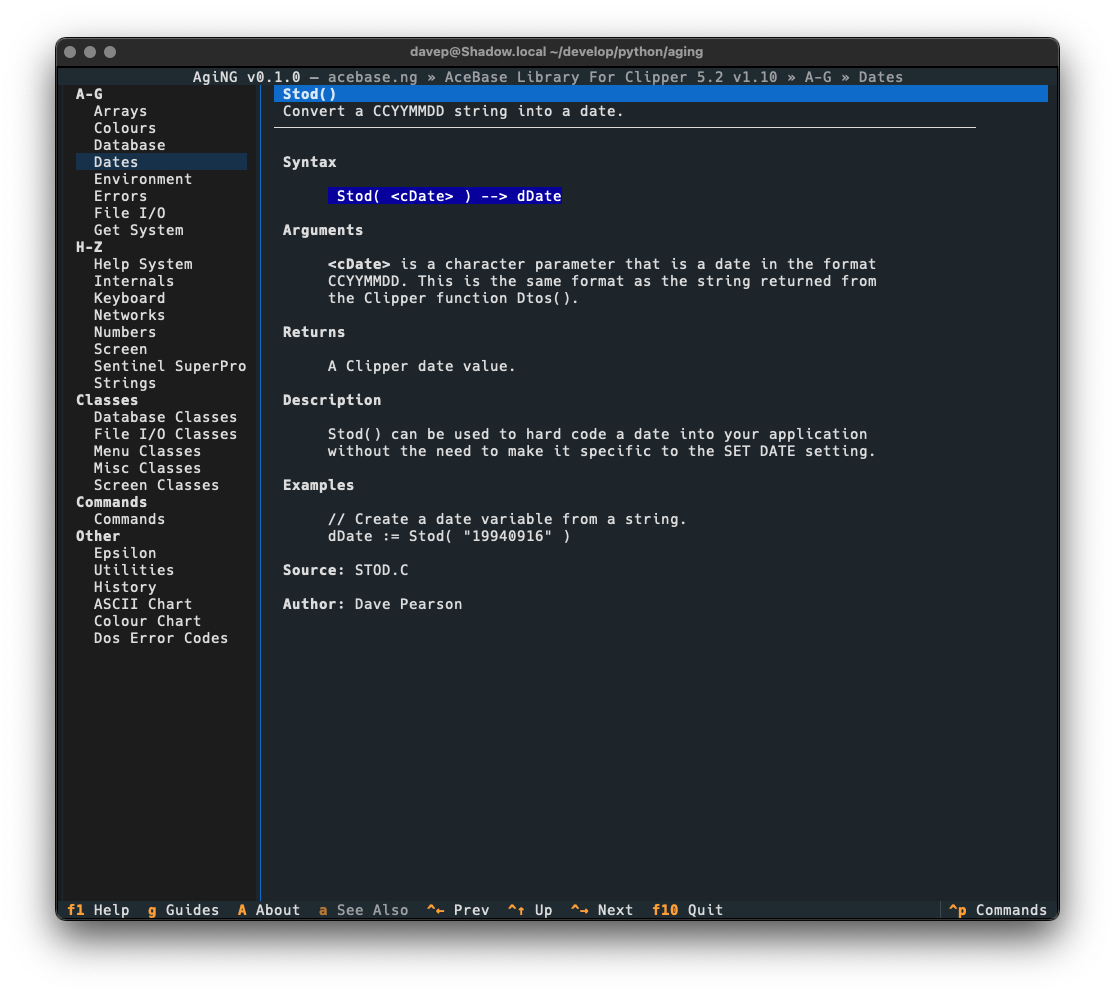 davep@Shadow.local ~/develop/python/aging
AgiNG v0.1.0 — acebase.ng » AceBase Library For Clipper 5.2 v1.10 » A-G » Dates
A-G
Arrays
Colours
Database
Dates
Environment
Errors
File I/O
Get System
H-Z
Help System
Internals
Keyboard
Networks
Numbers
Screen
Sentinel SuperPro
Strings
Classes
Database Classes
File I/O Classes
Menu Classes
Misc Classes
Screen Classes
Commands
Commands
Other
Epsilon
Utilities
History
ASCII Chart
Colour Chart
Dos Error Codes
Stod()
Convert a CCYYMMDD string into a date.
Syntax
Stod( <cDate> ) --> dDate
Arguments
<cDate> is a character parameter that is a date in the format
CCYYMMDD. This is the same format as the string returned from
the Clipper function Dtos().
Returns
A Clipper date value.
Description
Stod() can be used to hard code a date into your application
without the need to make it specific to the SET DATE setting.
Examples
// Create a date variable from a string.
dDate := Stod( "19940916" )
Source: STOD.C
Author: Dave Pearson
f1 Help g Guides A About a See Also ^← Prev ^↑ Up ^→ Next f10 Quit ^p Commands